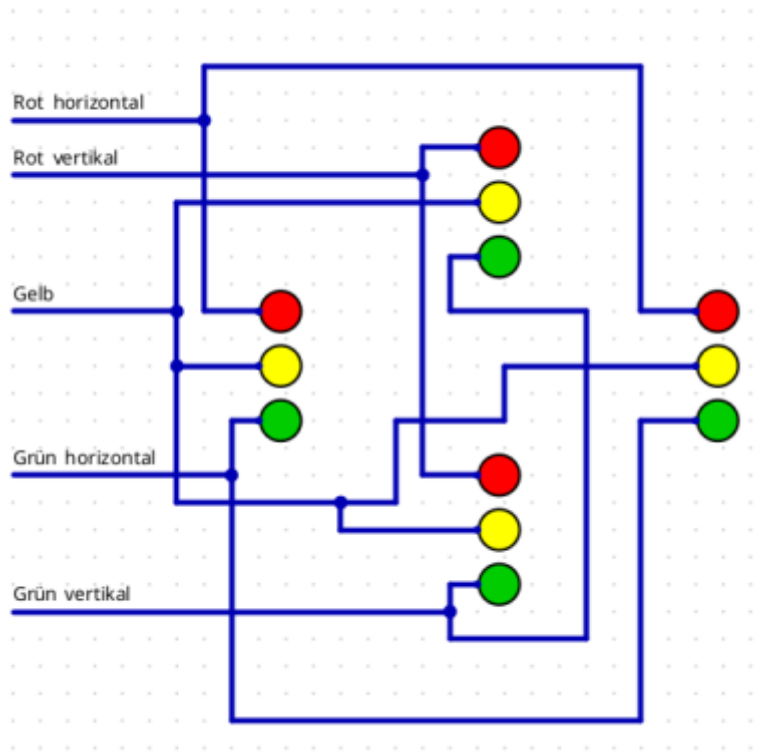 Rot horizontal
Rot vertikal
Gelb
Grün horizontal
Grün vertikal